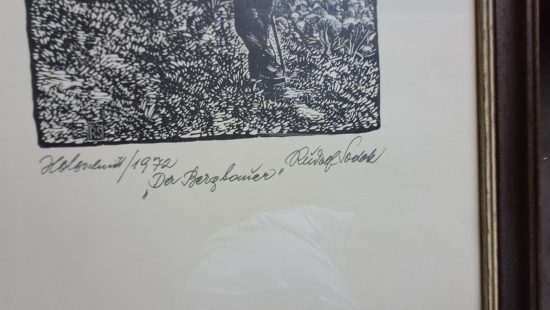 Holzschnitt/1972
„Der Bergbauer"
Rudolf